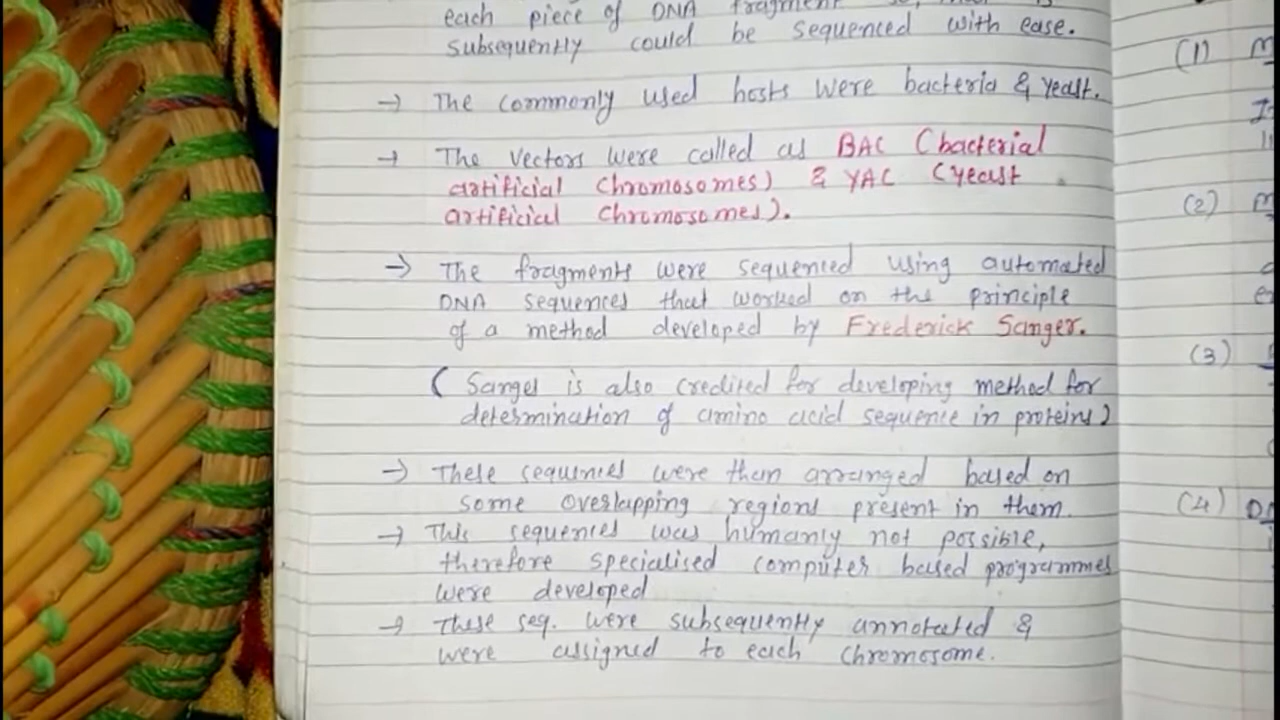 each piece of DNA fragment
subsequently could be sequenced with ease.
→ The commonly used hosts were bacteria & yeast.
→ The vectors were called as BAC (bacterial
artificial chromosomes) & YAC (yeast
artificial chromosomes).
→ The fragments were sequenced using automated
DNA sequences that worked on the principle
of a method developed by Frederick Sanger.
( Sanger is also credited for developing method for
determination of amino acid sequence in proteins)
→ These sequences were then arranged based on
some overlapping regions present in them.
→ This sequences was humanly not possible,
therefore specialised computer based programmes
were developed
→ These seq. were subsequently annotated &
were assigned to each chromosome.
(1)
(2)
(3)
(4)